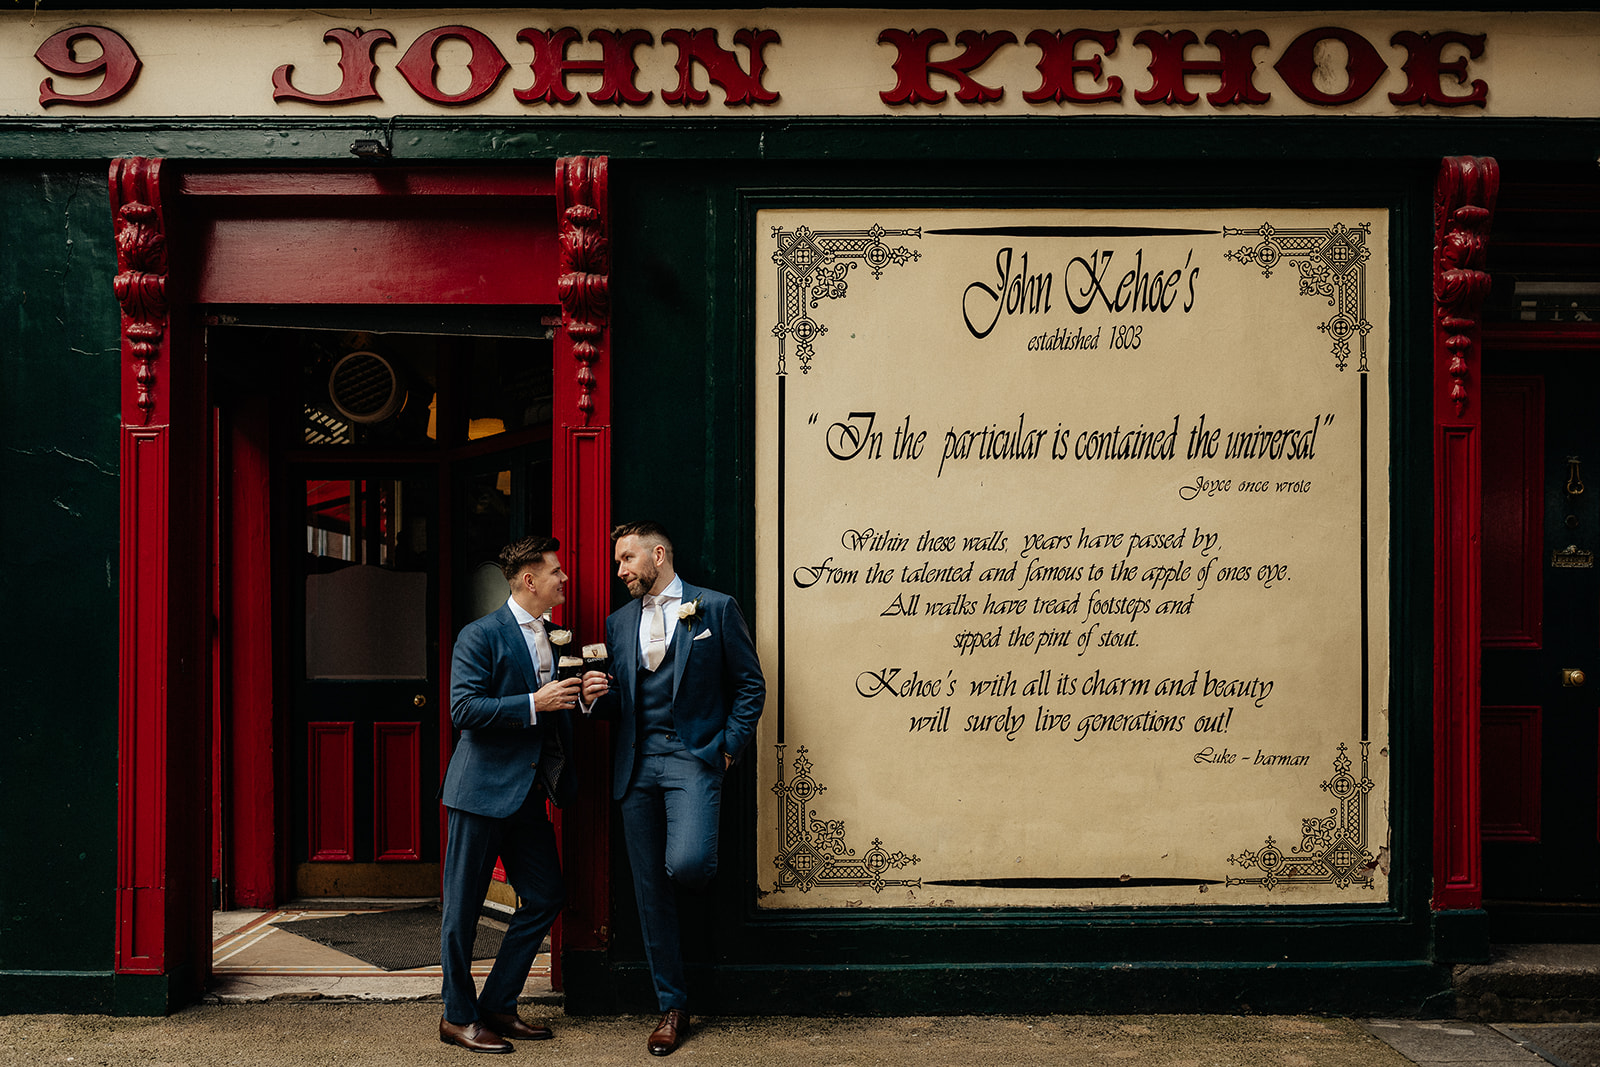 9 JOHN KEHOE
John Kehoe's
established 1803
“In the particular is contained the universal”
Joyce once wrote
Within these walls, years have passed by,
From the talented and famous to the apple of ones eye.
All walks have tread footsteps and
sipped the pint of stout.
Kehoe's with all its charm and beauty
will surely live generations out!
Luke – barman
GUINNESS